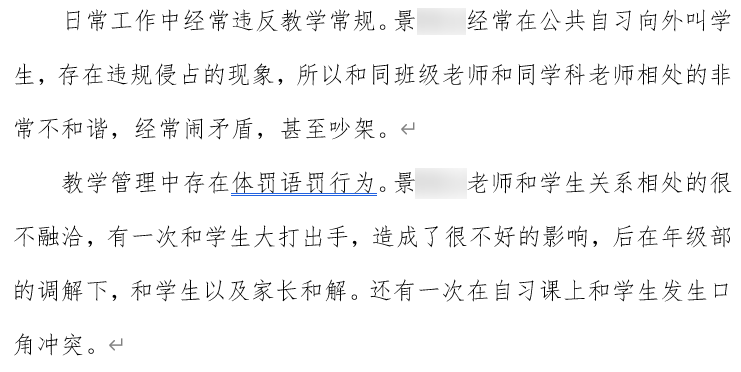 日常工作中经常违反教学常规。景 经常在公共自习向外叫学
生，存在违规侵占的现象，所以和同班级老师和同学科老师相处的非
常不和谐，经常闹矛盾，甚至吵架。↵
教学管理中存在体罚语罚行为。景 老师和学生关系相处的很
不融洽，有一次和学生大打出手，造成了很不好的影响，后在年级部
的调解下，和学生以及家长和解。还有一次在自习课上和学生发生口
角冲突。↵